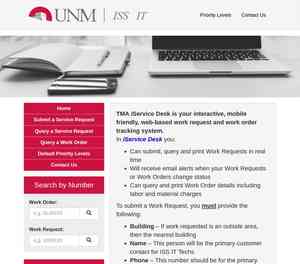 UNM ISS IT
Priority Levels Contact Us
Home
Submit a Service Request
Query a Service Request
Query a Work Order
Default Priority Levels
Contact Us
Search by Number
Work Order:
Work Request:
TMA iService Desk is your interactive, mobile
friendly, web-based work request and work order
tracking system.
In iService Desk you:
Can submit, query and print Work Requests in real
time
Will receive email alerts when your Work Requests
or Work Orders change status
Can query and print Work Order details including
labor and material charges
To submit a Work Request, you must provide the
following:
Building – If work requested is an outside area,
then the nearest building
Name – This person will be the primary customer
contact for ISS IT Techs
Phone – This number should be for the primary